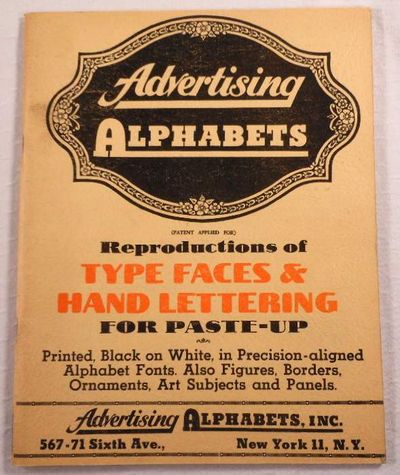 Advertising
ALPHABETS
(PATENT APPLIED FOR)
Reproductions of
TYPE FACES &
HAND LETTERING
FOR PASTE-UP
Printed, Black on White, in Precision-aligned
Alphabet Fonts. Also Figures, Borders,
Ornaments, Art Subjects and Panels.
Advertising ALPHABETS, INC.
567-71 Sixth Ave., New York 11, N.Y.